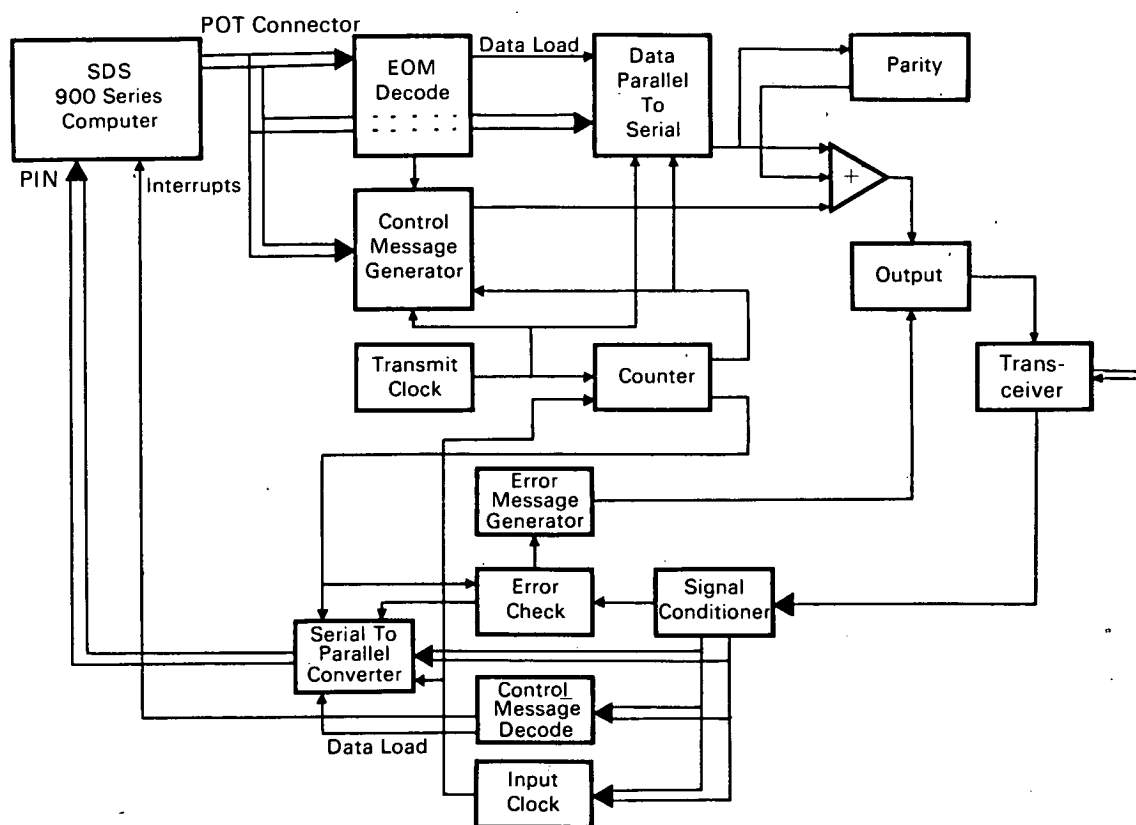 POT Connector
SDS
900 Series
Computer
EOM
Decode
Data Load
Data
Parallel
To
Serial
Parity
PIN
Interrupts
Control
Message
Generator
+
Output
Transmit
Clock
Counter
Trans-
ceiver
Error
Message
Generator
Error
Check
Signal
Conditioner
Serial To
Parallel
Converter
Control
Message
Decode
Data Load
Input
Clock